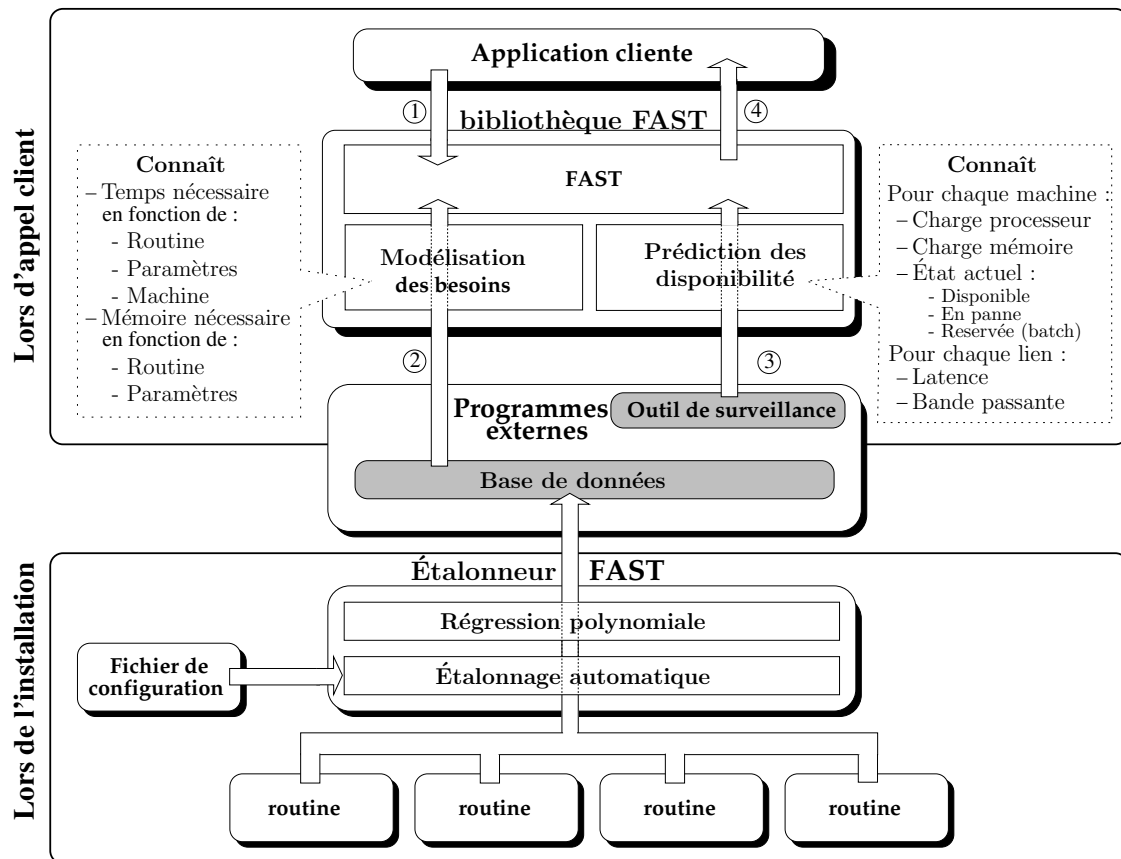 Lors d'appel client
Application cliente
1
4
bibliothèque FAST
Connaît
– Temps nécessaire
en fonction de :
- Routine
- Paramètres
- Machine
– Mémoire nécessaire
en fonction de :
- Routine
- Paramètres
FAST
Modélisation
des besoins
Prédiction des
disponibilité
Connaît
Pour chaque machine :
– Charge processeur
– Charge mémoire
– État actuel :
- Disponible
- En panne
- Reservée (batch)
Pour chaque lien :
– Latence
– Bande passante
2
3
Programmes
externes
Outil de surveillance
Base de données
Lors de l'installation
Étalonneur FAST
Régression polynomiale
Fichier de
configuration
Étalonnage automatique
routine
routine
routine
routine